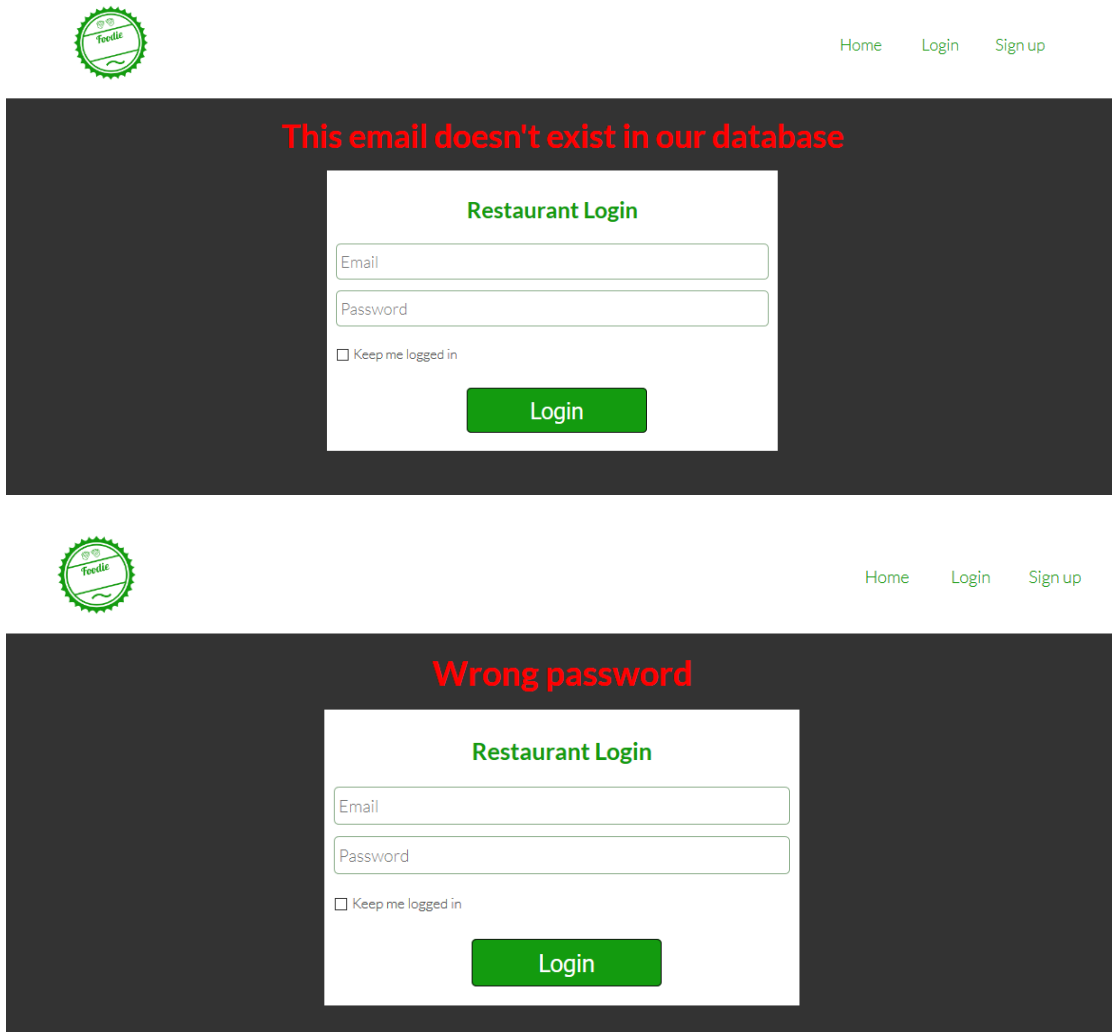 Foodie
Home Login Sign up
This email doesn't exist in our database
Restaurant Login
Email
Password
Keep me logged in
Login
Foodie
Home Login Sign up
Wrong password
Restaurant Login
Email
Password
Keep me logged in
Login